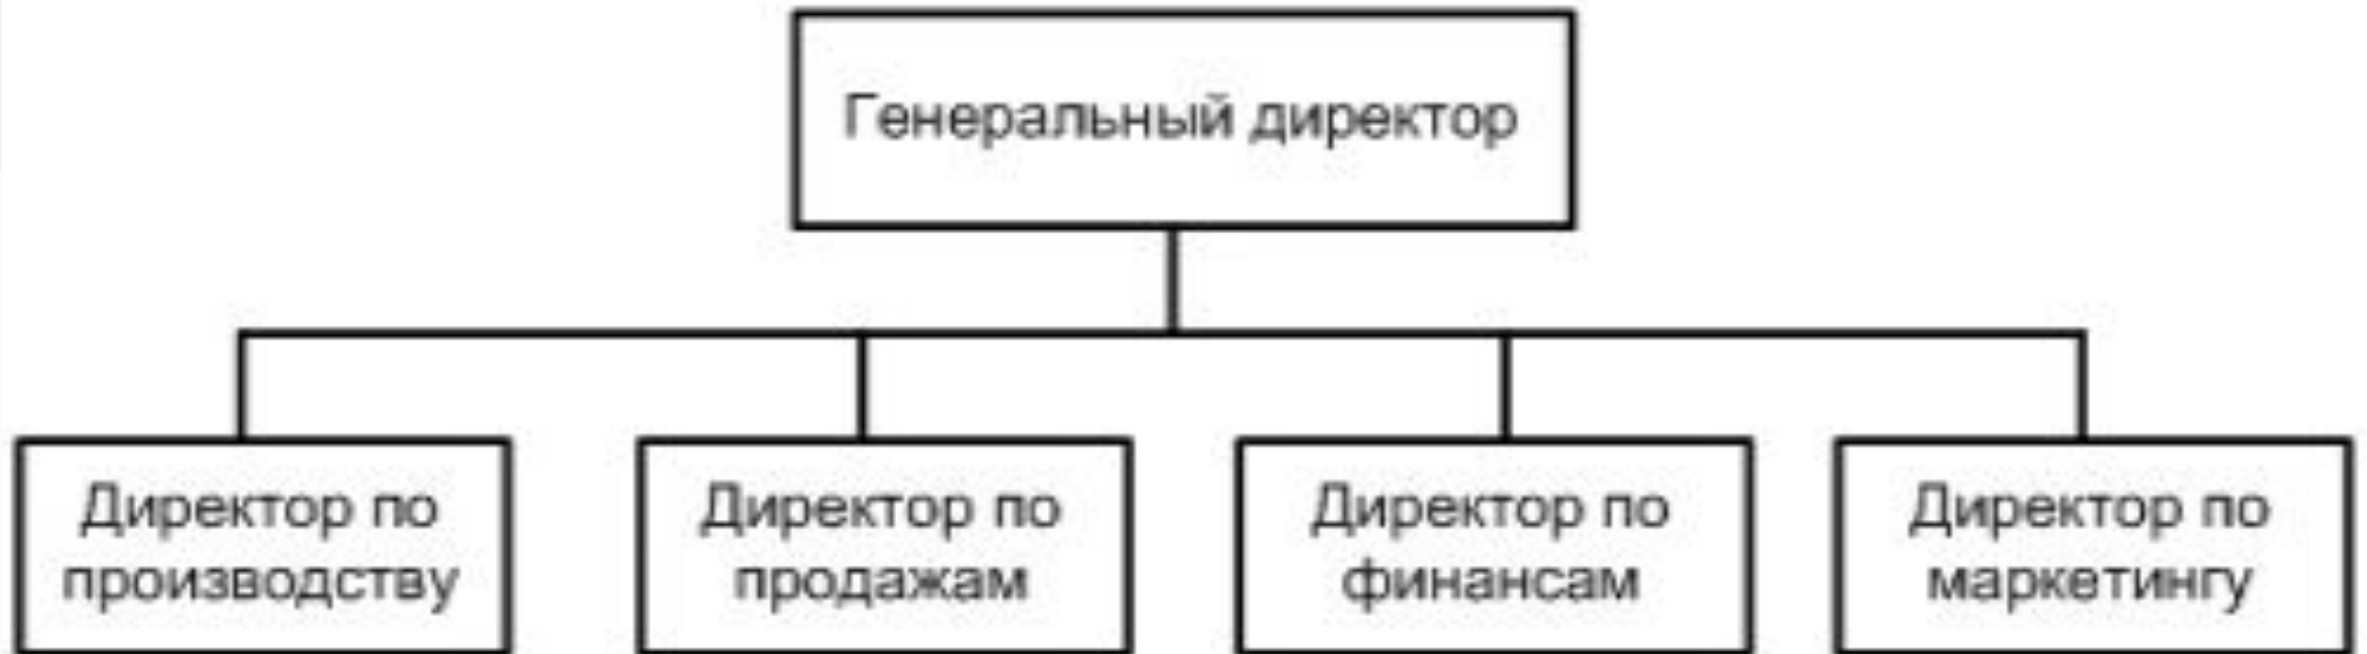 Генеральный директор
Директор по
производству
Директор по
продажам
Директор по
финансам
Директор по
маркетингу